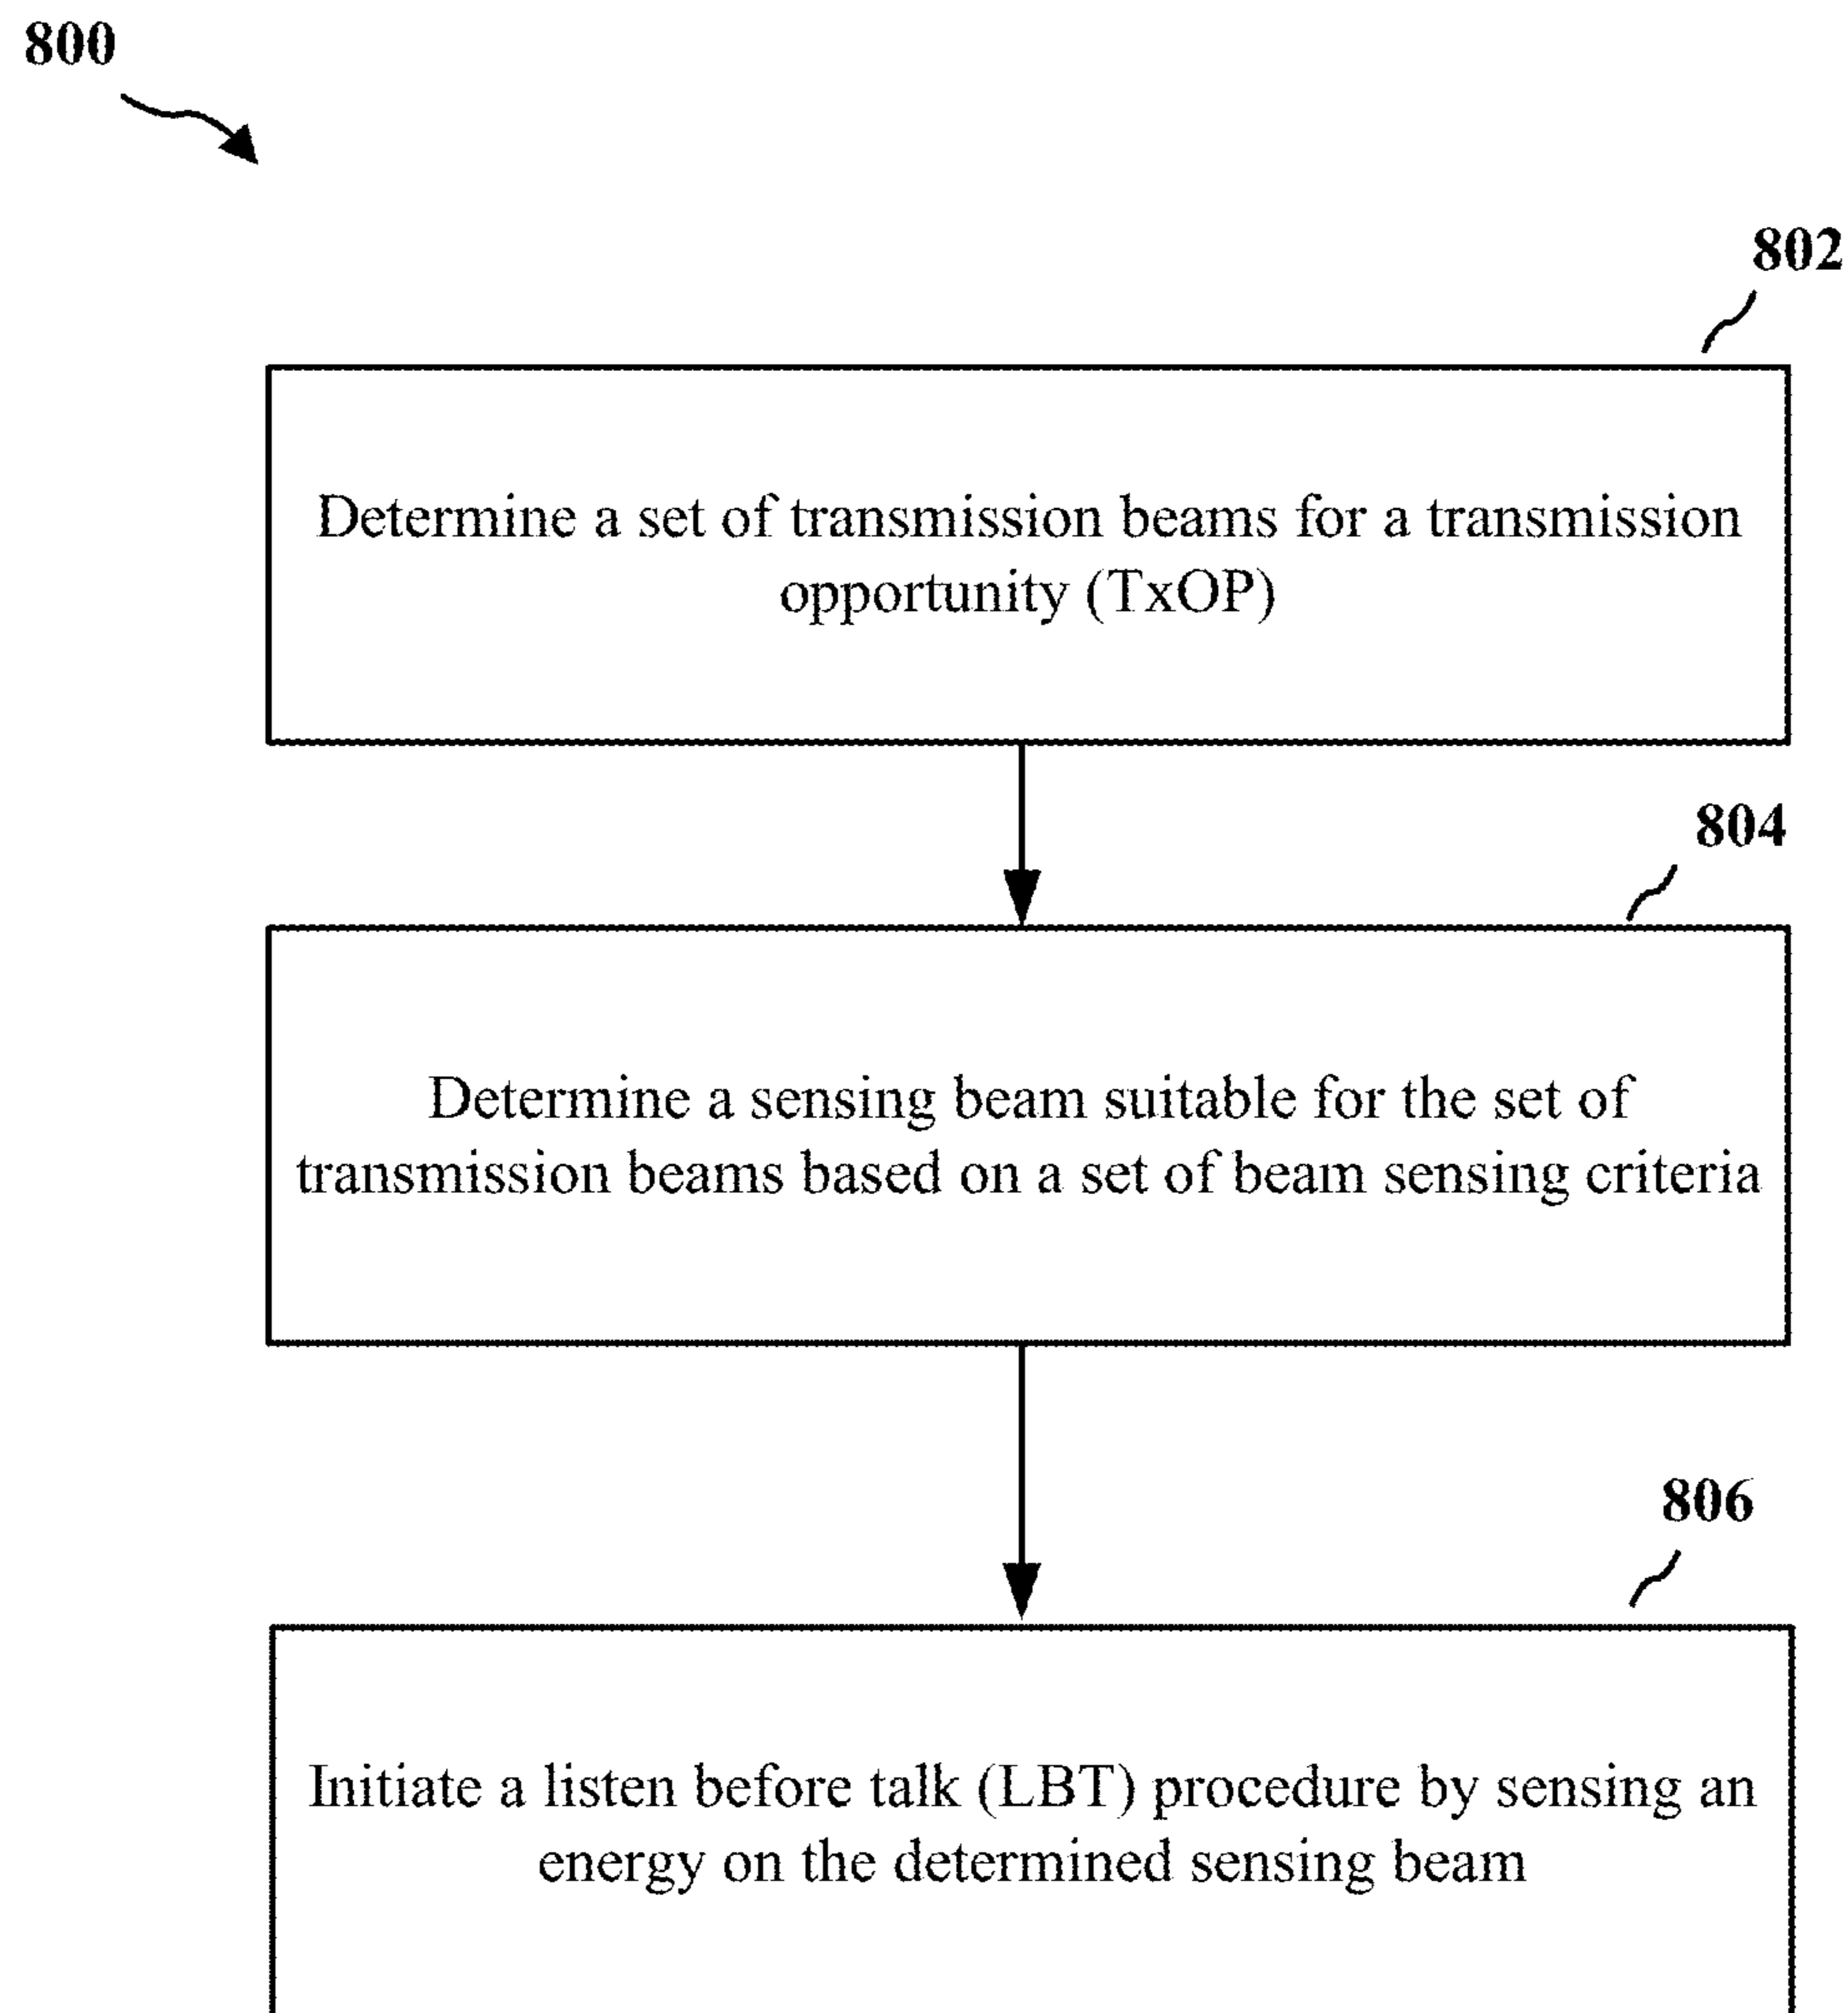 800
802
Determine a set of transmission beams for a transmission
opportunity (TxOP)
804
Determine a sensing beam suitable for the set of
transmission beams based on a set of beam sensing criteria
806
Initiate a listen before talk (LBT) procedure by sensing an
energy on the determined sensing beam